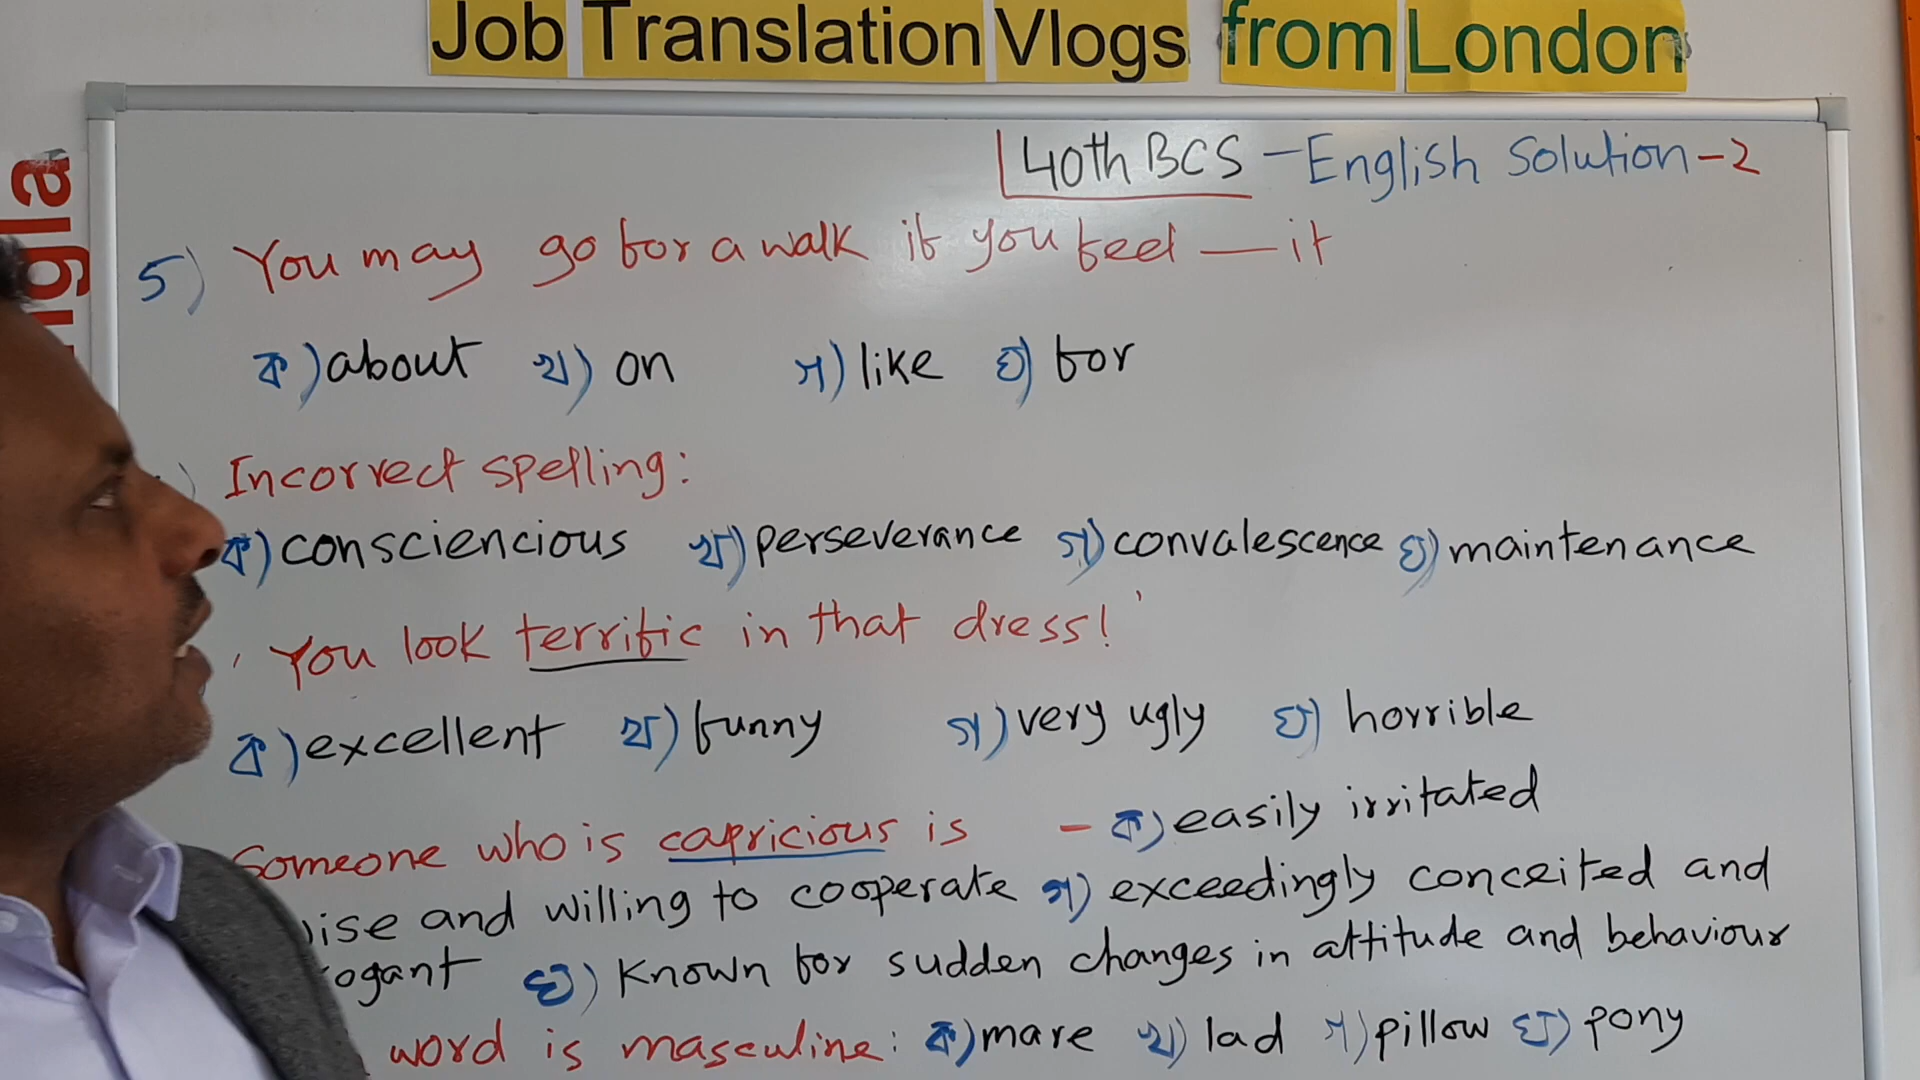 Job Translation Vlogs from London
ngla
40th BCS - English Solution - 2
5) You may go for a walk if you feel — it
ক) about খ) on গ) like ঘ) for
) Incorrect spelling:
ক) consciencious খ) perseverance গ) convalescence ঘ) maintenance
' You look terrific in that dress!'
ক) excellent খ) funny গ) very ugly ঘ) horrible
Someone who is capricious is - ক) easily irritated
ise and willing to cooperate গ) exceedingly conceited and
ogant ঘ) Known for sudden changes in attitude and behaviour
word is masculine: ক) mare খ) lad গ) pillow ঘ) pony